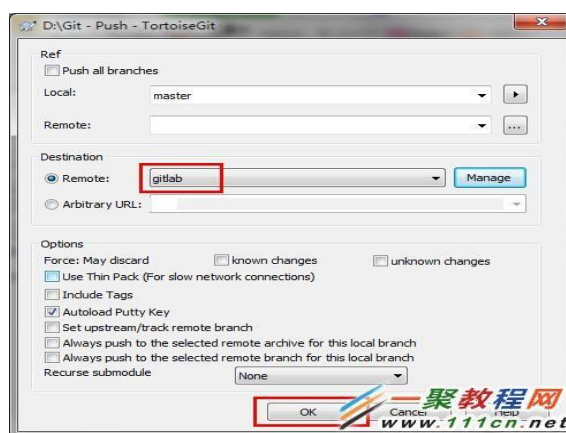 D:\Git - Push - TortoiseGit
Ref
Push all branches
Local: master
Remote:
Destination
Remote: gitlab Manage
Arbitrary URL:
Options
Force: May discard known changes unknown changes
Use Thin Pack (For slow network connections)
Include Tags
Autoload Putty Key
Set upstream/track remote branch
Always push to the selected remote archive for this local branch
Always push to the selected remote branch for this local branch
Recurse submodule None
OK Cancel Help
一聚教程网
www.111cn.net